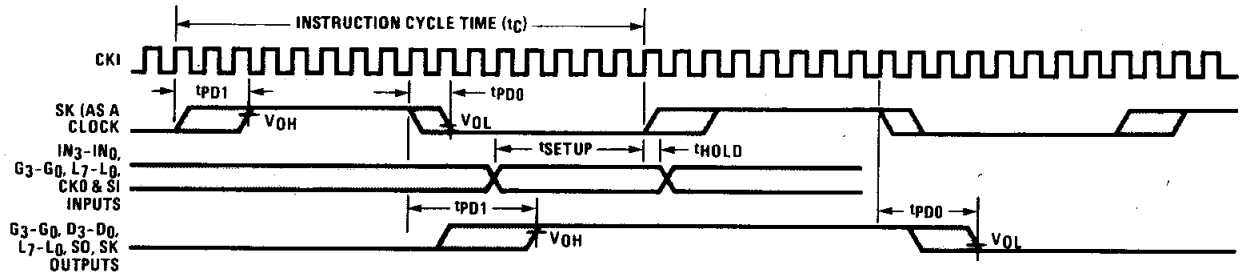 INSTRUCTION CYCLE TIME (tC)
CKI
tPD1
tPD0
SK (AS A
CLOCK
VOH
VOL
IN3-IN0,
G3-G0, L7-L0,
CKO & SI
INPUTS
tSETUP
tHOLD
tPD1
tPD0
G3-G0, D3-D0,
L7-L0, SO, SK
OUTPUTS
VOH
VOL